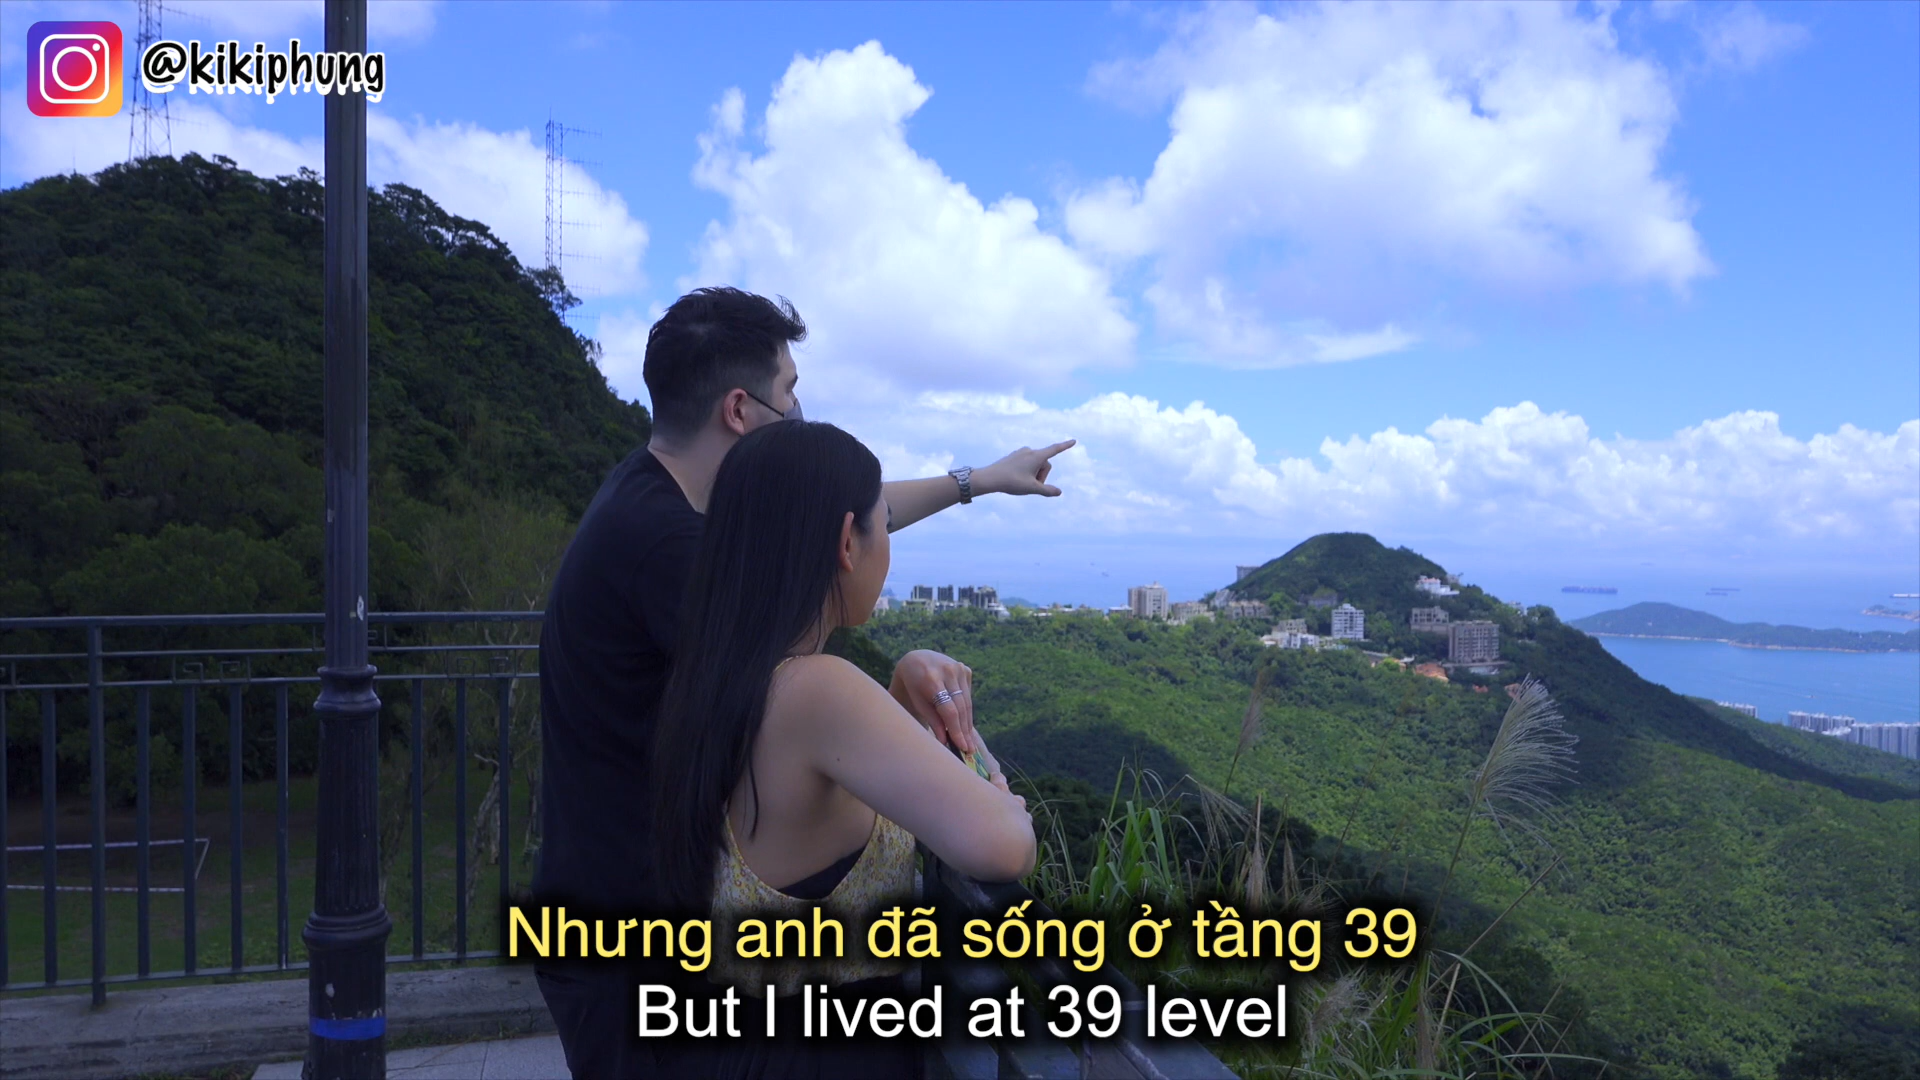 @kikiphung
Nhưng anh đã sống ở tầng 39
But I lived at 39 level